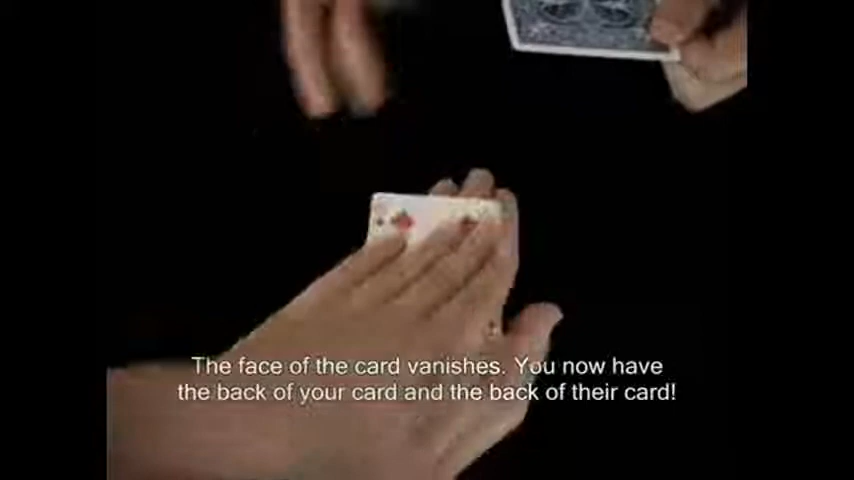 The face of the card vanishes. You now have
the back of your card and the back of their card!